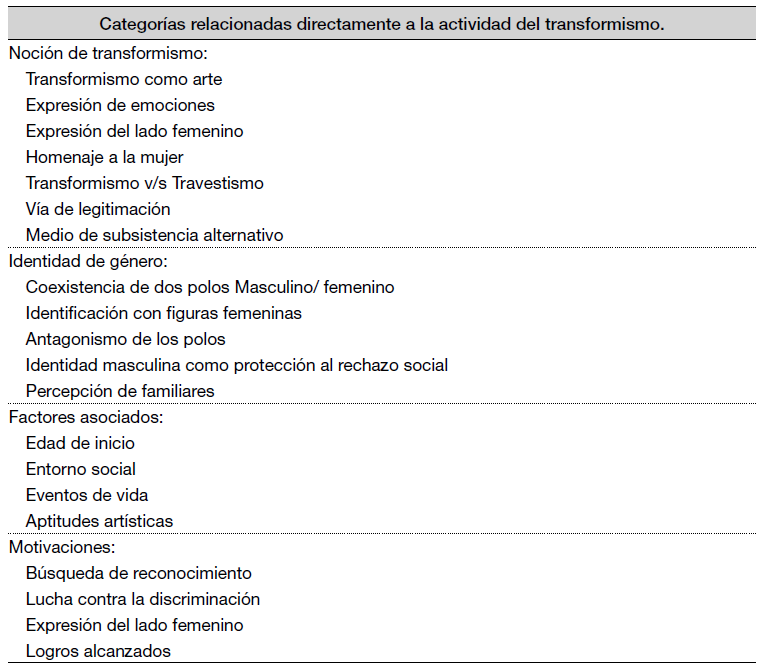 Categorías relacionadas directamente a la actividad del transformismo.
Noción de transformismo:
Transformismo como arte
Expresión de emociones
Expresión del lado femenino
Homenaje a la mujer
Transformismo v/s Travestismo
Vía de legitimación
Medio de subsistencia alternativo
Identidad de género:
Coexistencia de dos polos Masculino/ femenino
Identificación con figuras femeninas
Antagonismo de los polos
Identidad masculina como protección al rechazo social
Percepción de familiares
Factores asociados:
Edad de inicio
Entorno social
Eventos de vida
Aptitudes artísticas
Motivaciones:
Búsqueda de reconocimiento
Lucha contra la discriminación
Expresión del lado femenino
Logros alcanzados